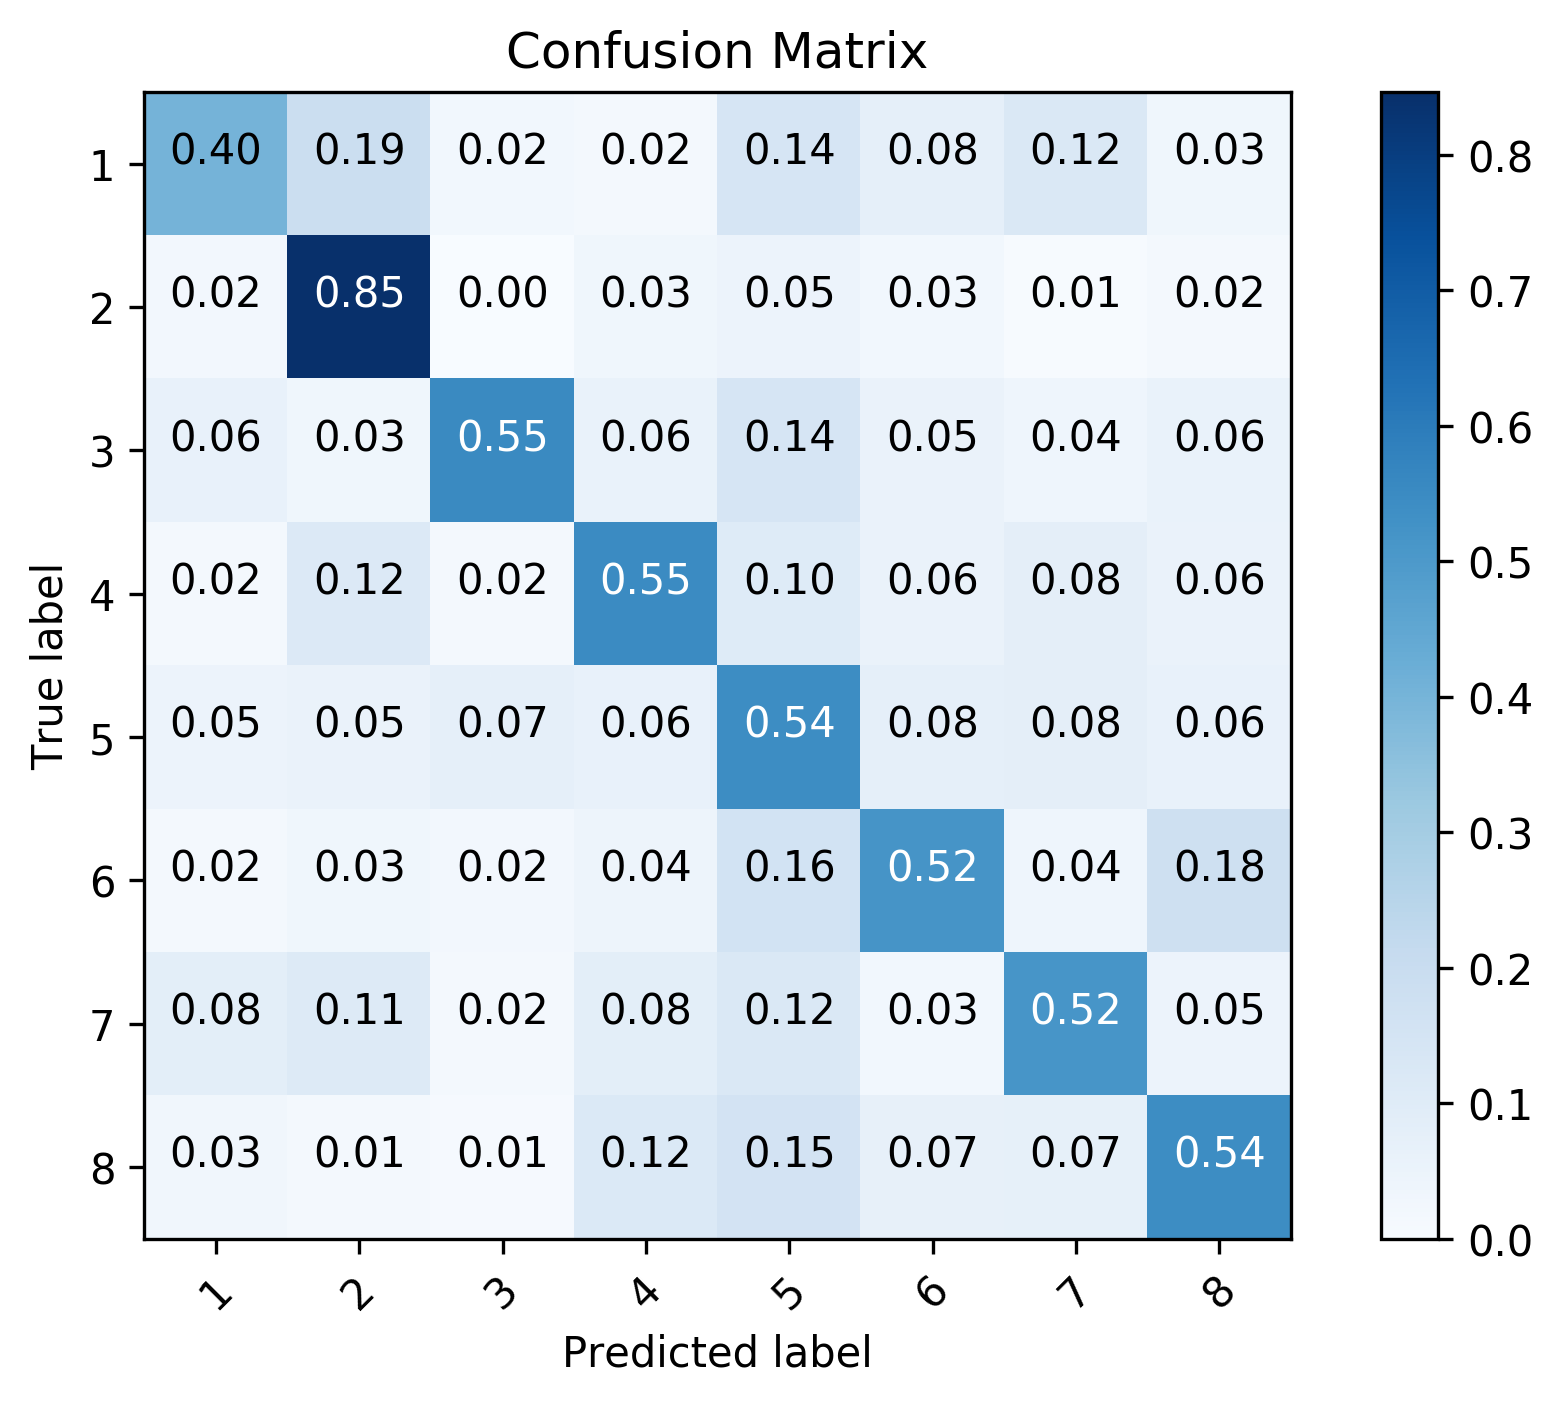 Confusion Matrix
1 0.40 0.19 0.02 0.02 0.14 0.08 0.12 0.03
2 0.02 0.85 0.00 0.03 0.05 0.03 0.01 0.02
3 0.06 0.03 0.55 0.06 0.14 0.05 0.04 0.06
4 0.02 0.12 0.02 0.55 0.10 0.06 0.08 0.06
5 0.05 0.05 0.07 0.06 0.54 0.08 0.08 0.06
6 0.02 0.03 0.02 0.04 0.16 0.52 0.04 0.18
7 0.08 0.11 0.02 0.08 0.12 0.03 0.52 0.05
8 0.03 0.01 0.01 0.12 0.15 0.07 0.07 0.54
1 2 3 4 5 6 7 8
Predicted label
True label
0.8
0.7
0.6
0.5
0.4
0.3
0.2
0.1
0.0